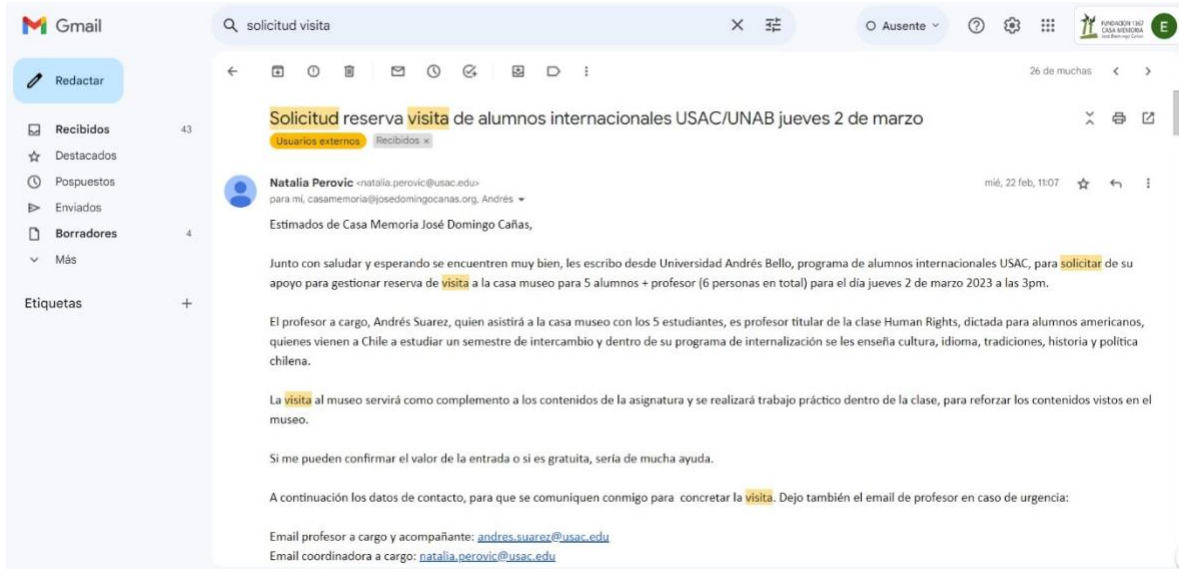 Gmail
solicitud visita
Ausente
FUNDACION 1367
CASA MEMORIA
José Domingo Cañas
E
Redactar
26 de muchas
Recibidos 43
Destacados
Pospuestos
Enviados
Borradores 4
Más
Etiquetas
Solicitud reserva visita de alumnos internacionales USAC/UNAB jueves 2 de marzo
Usuarios externos Recibidos ×
Natalia Perovic <natalia.perovic@usac.edu> mié, 22 feb, 11:07
para mí, casamemoria@josedomingocanas.org, Andrés
Estimados de Casa Memoria José Domingo Cañas,
Junto con saludar y esperando se encuentren muy bien, les escribo desde Universidad Andrés Bello, programa de alumnos internacionales USAC, para solicitar de su
apoyo para gestionar reserva de visita a la casa museo para 5 alumnos + profesor (6 personas en total) para el día jueves 2 de marzo 2023 a las 3pm.
El profesor a cargo, Andrés Suarez, quien asistirá a la casa museo con los 5 estudiantes, es profesor titular de la clase Human Rights, dictada para alumnos americanos,
quienes vienen a Chile a estudiar un semestre de intercambio y dentro de su programa de internalización se les enseña cultura, idioma, tradiciones, historia y política
chilena.
La visita al museo servirá como complemento a los contenidos de la asignatura y se realizará trabajo práctico dentro de la clase, para reforzar los contenidos vistos en el
museo.
Si me pueden confirmar el valor de la entrada o si es gratuita, sería de mucha ayuda.
A continuación los datos de contacto, para que se comuniquen conmigo para concretar la visita. Dejo también el email de profesor en caso de urgencia:
Email profesor a cargo y acompañante: andres.suarez@usac.edu
Email coordinadora a cargo: natalia.perovic@usac.edu